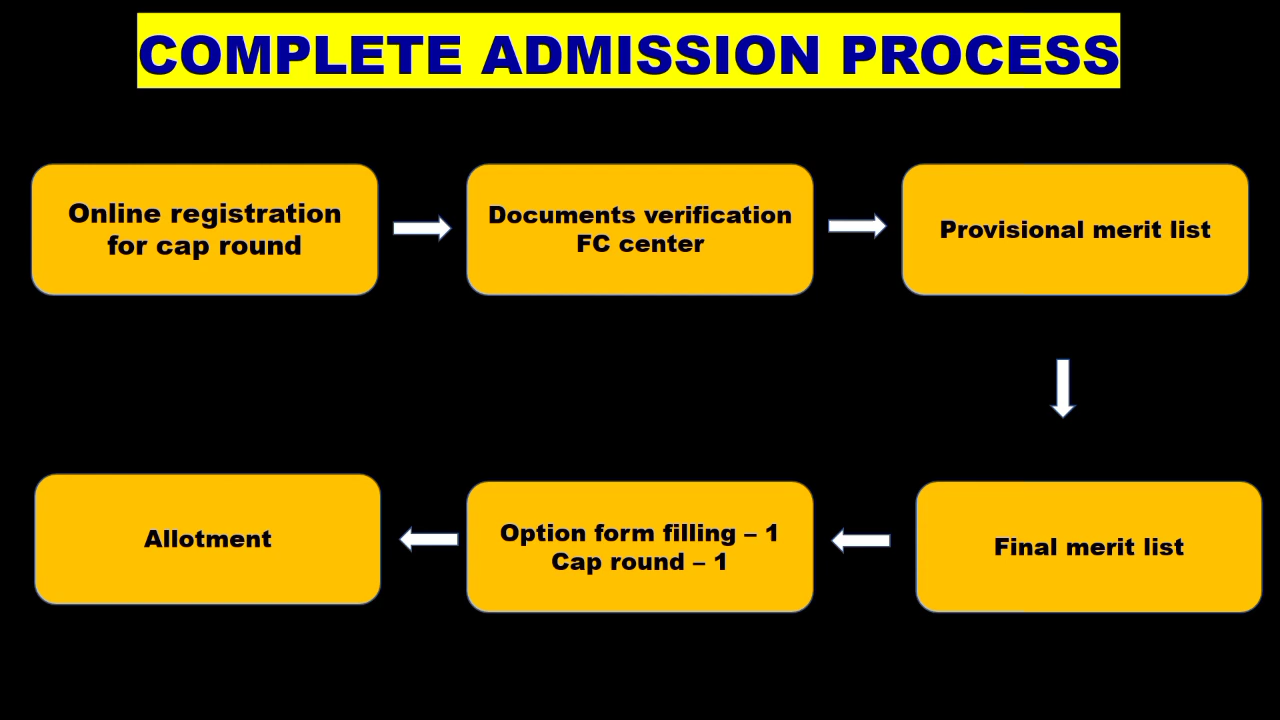 COMPLETE ADMISSION PROCESS
Online registration
for cap round
Documents verification
FC center
Provisional merit list
Final merit list
Option form filling – 1
Cap round – 1
Allotment